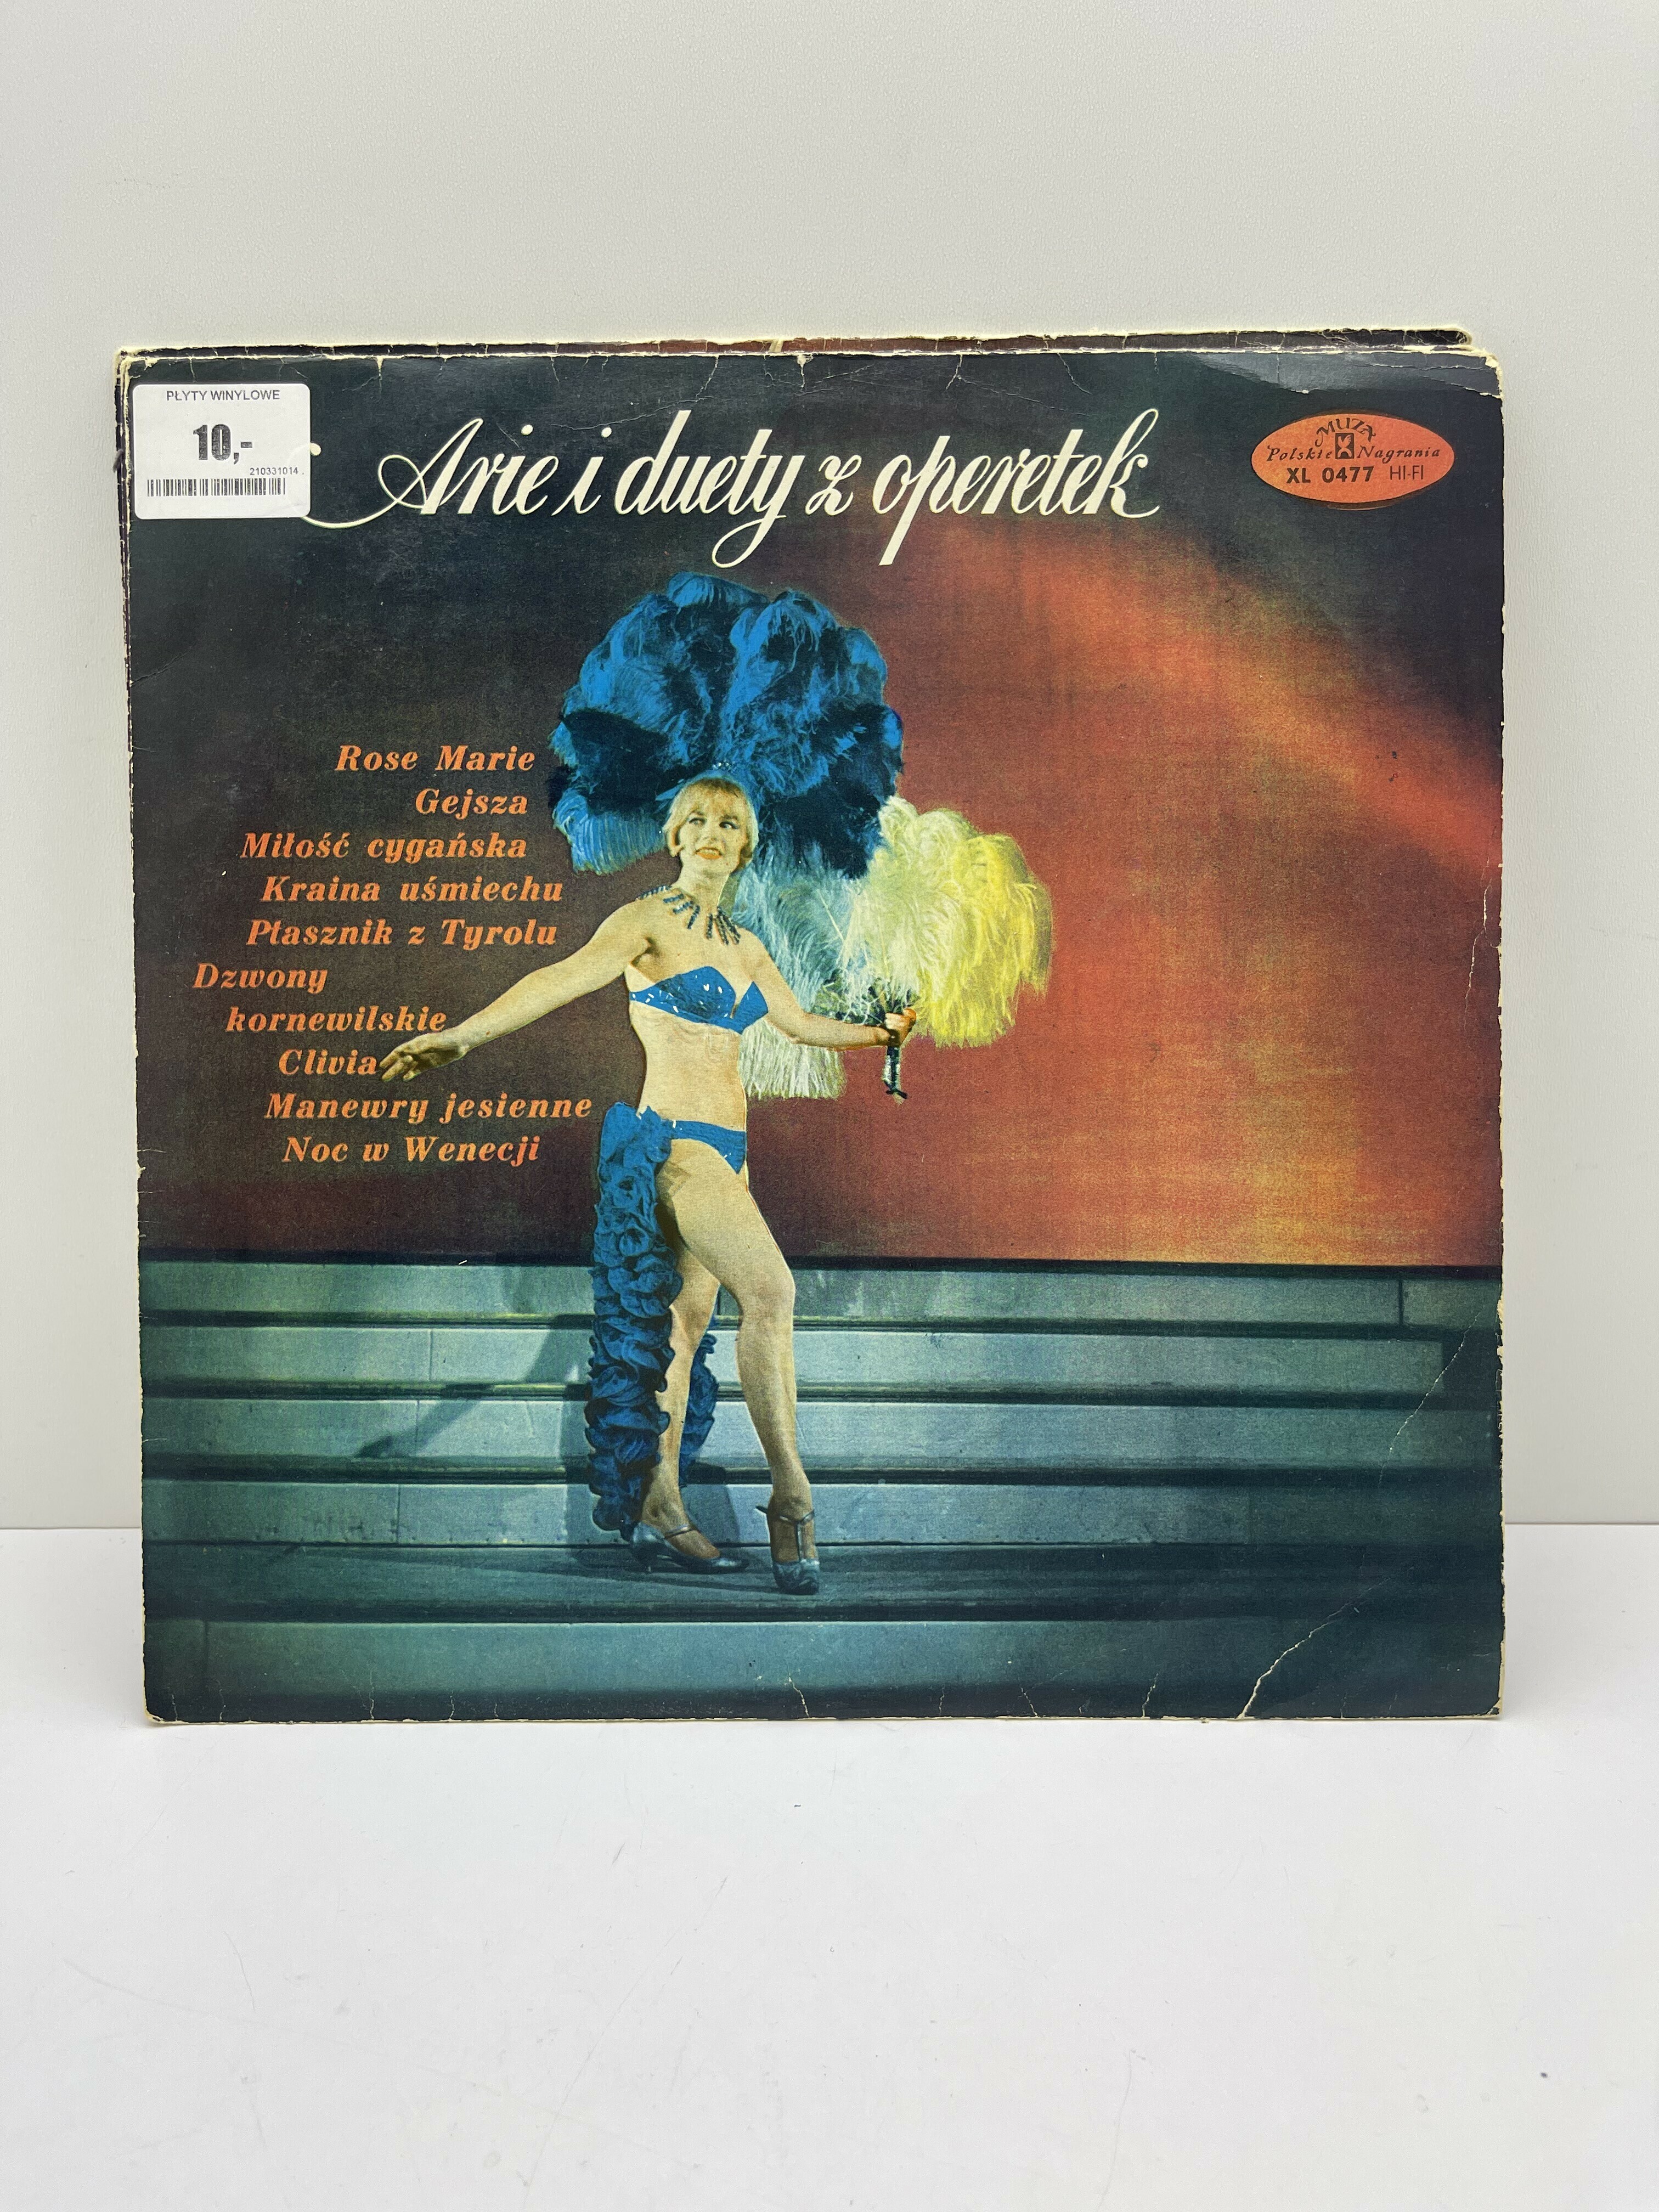 PŁYTY WINYLOWE
10,-
210331014
Arie i duety z operetek
MUZA
Polskie Nagrania
XL 0477 HI-FI
Rose Marie
Gejsza
Miłość cygańska
Kraina uśmiechu
Ptasznik z Tyrolu
Dzwony
kornewilskie
Clivia
Manewry jesienne
Noc w Wenecji